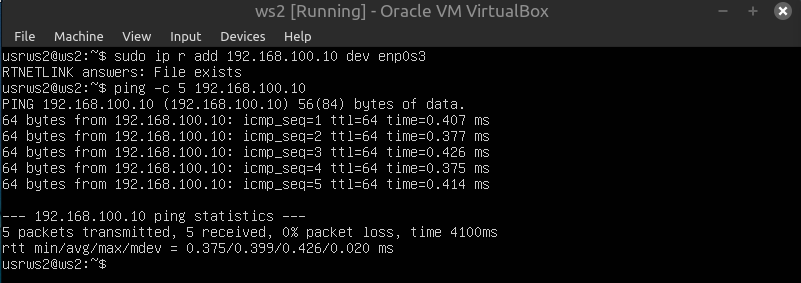 ws2 [Running] - Oracle VM VirtualBox
File Machine View Input Devices Help
usrws2@ws2:~$ sudo ip r add 192.168.100.10 dev enp0s3
RTNETLINK answers: File exists
usrws2@ws2:~$ ping -c 5 192.168.100.10
PING 192.168.100.10 (192.168.100.10) 56(84) bytes of data.
64 bytes from 192.168.100.10: icmp_seq=1 ttl=64 time=0.407 ms
64 bytes from 192.168.100.10: icmp_seq=2 ttl=64 time=0.377 ms
64 bytes from 192.168.100.10: icmp_seq=3 ttl=64 time=0.426 ms
64 bytes from 192.168.100.10: icmp_seq=4 ttl=64 time=0.375 ms
64 bytes from 192.168.100.10: icmp_seq=5 ttl=64 time=0.414 ms
--- 192.168.100.10 ping statistics ---
5 packets transmitted, 5 received, 0% packet loss, time 4100ms
rtt min/avg/max/mdev = 0.375/0.399/0.426/0.020 ms
usrws2@ws2:~$